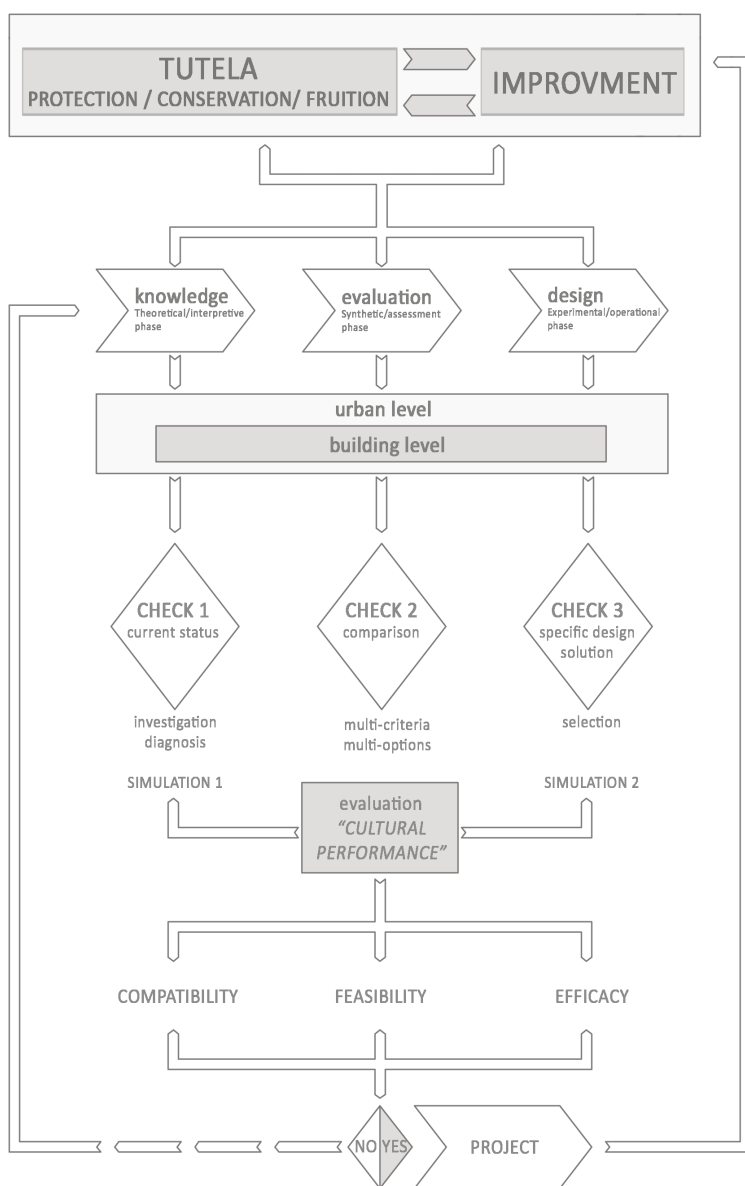 TUTELA
PROTECTION / CONSERVATION/ FRUITION
IMPROVMENT
knowledge
Theoretical/interpretive
phase
evaluation
Synthetic/assessment
phase
design
Experimental/operational
phase
urban level
building level
CHECK 1
current status
CHECK 2
comparison
CHECK 3
specific design
solution
investigation
diagnosis
multi-criteria
multi-options
selection
SIMULATION 1
evaluation
"CULTURAL
PERFORMANCE"
SIMULATION 2
COMPATIBILITY
FEASIBILITY
EFFICACY
NO
YES
PROJECT